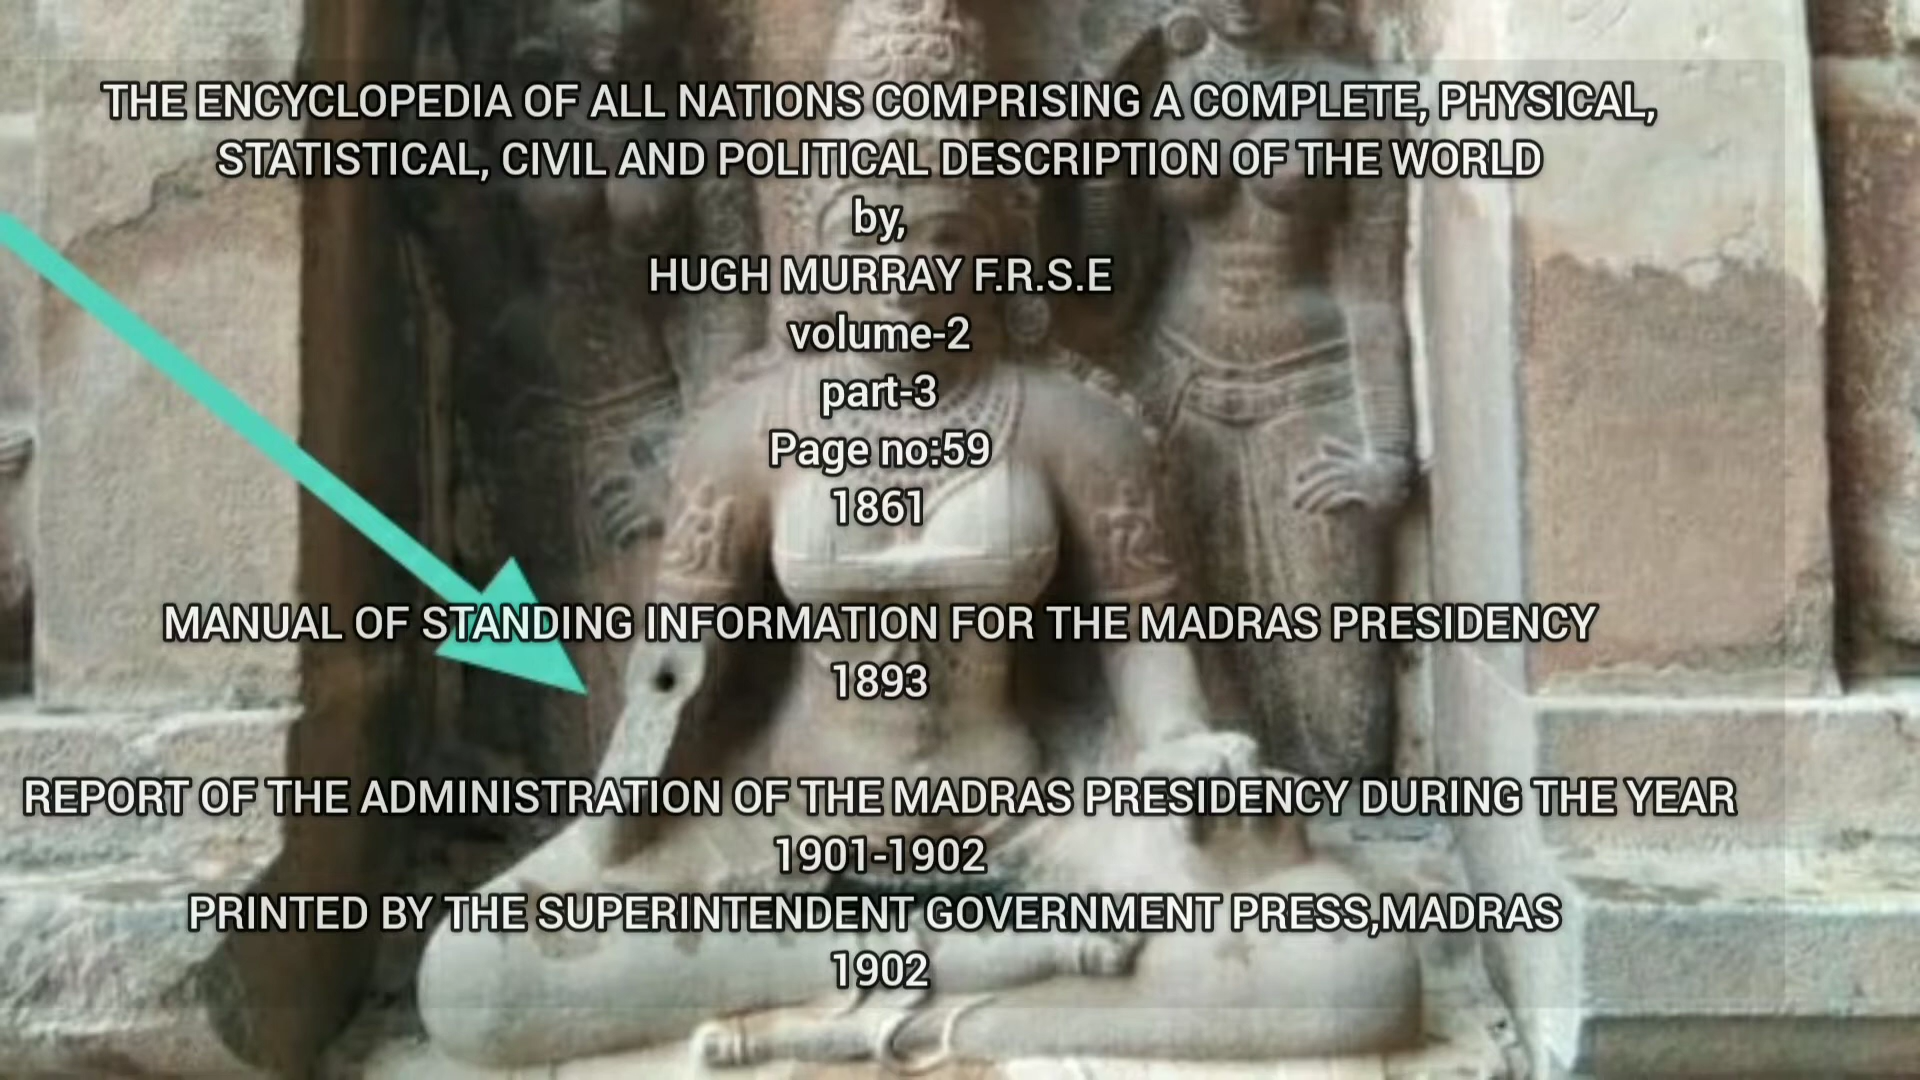 THE ENCYCLOPEDIA OF ALL NATIONS COMPRISING A COMPLETE, PHYSICAL,
STATISTICAL, CIVIL AND POLITICAL DESCRIPTION OF THE WORLD
by,
HUGH MURRAY F.R.S.E
volume-2
part-3
Page no:59
1861
MANUAL OF STANDING INFORMATION FOR THE MADRAS PRESIDENCY
1893
REPORT OF THE ADMINISTRATION OF THE MADRAS PRESIDENCY DURING THE YEAR
1901-1902
PRINTED BY THE SUPERINTENDENT GOVERNMENT PRESS,MADRAS
1902